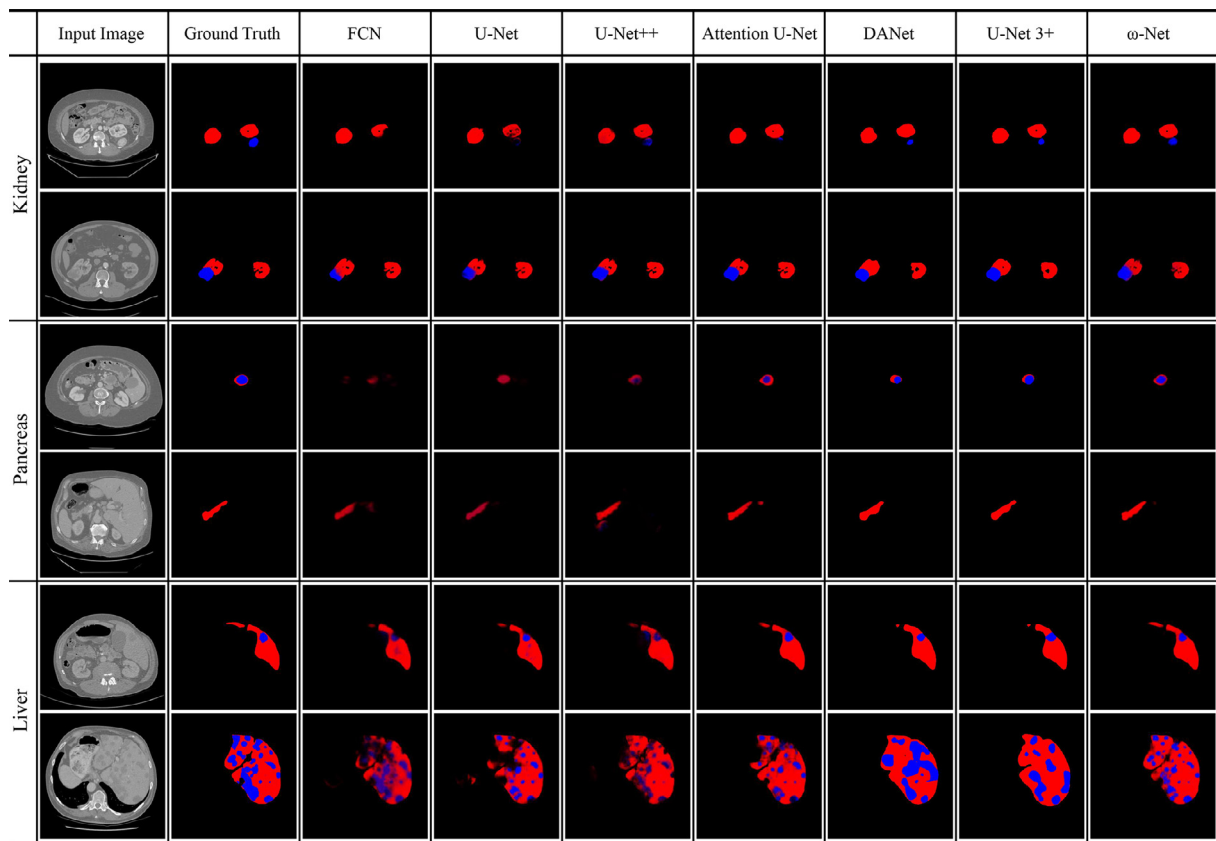 Input Image Ground Truth FCN U-Net U-Net++ Attention U-Net DANet U-Net 3+ ω-Net
Kidney
Pancreas
Liver